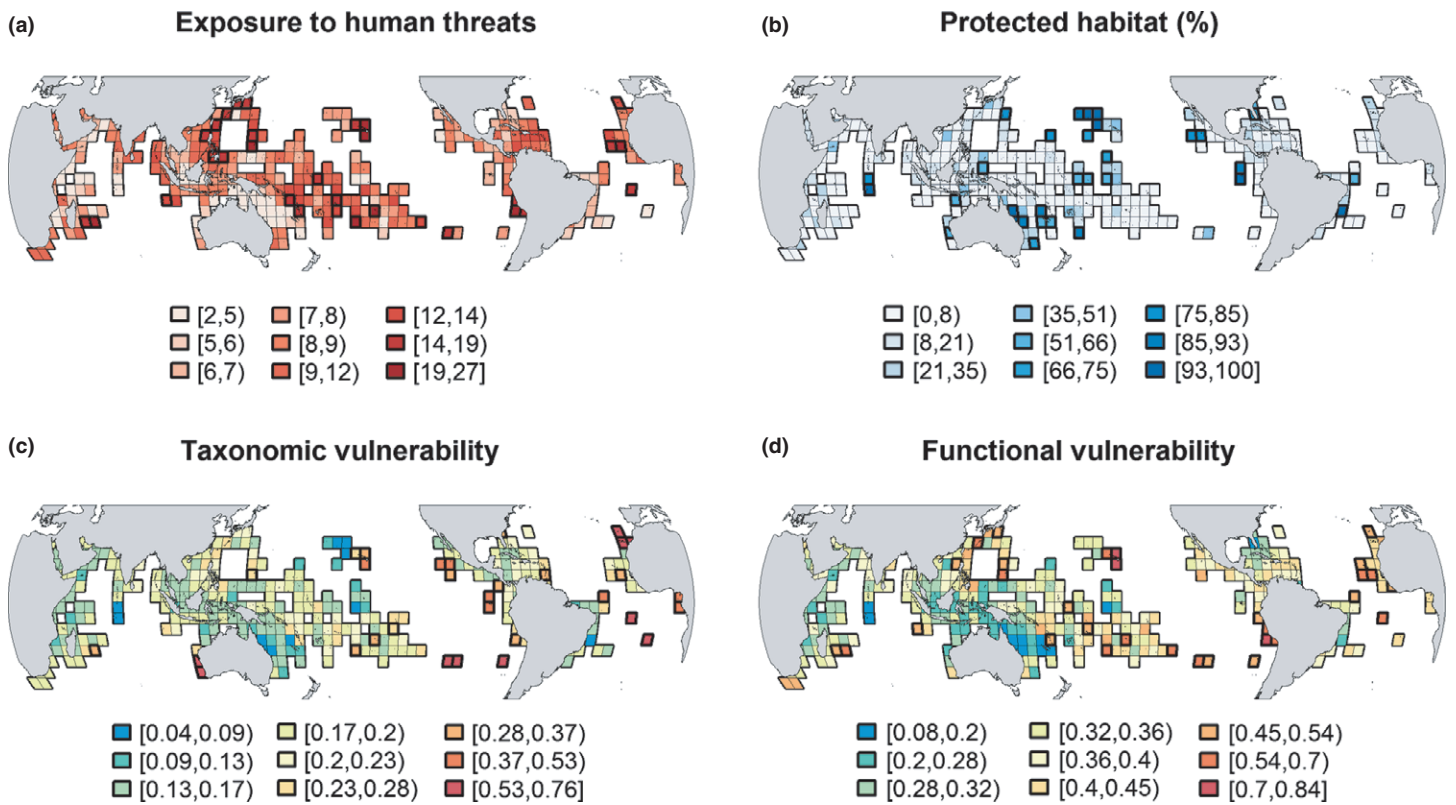 (a) Exposure to human threats
(b) Protected habitat (%)
[2,5) [7,8) [12,14)
[5,6) [8,9) [14,19)
[6,7) [9,12) [19,27]
[0,8) [35,51) [75,85)
[8,21) [51,66) [85,93)
[21,35) [66,75) [93,100]
(c) Taxonomic vulnerability
(d) Functional vulnerability
[0.04,0.09) [0.17,0.2) [0.28,0.37)
[0.09,0.13) [0.2,0.23) [0.37,0.53)
[0.13,0.17) [0.23,0.28) [0.53,0.76]
[0.08,0.2) [0.32,0.36) [0.45,0.54)
[0.2,0.28) [0.36,0.4) [0.54,0.7)
[0.28,0.32) [0.4,0.45) [0.7,0.84]